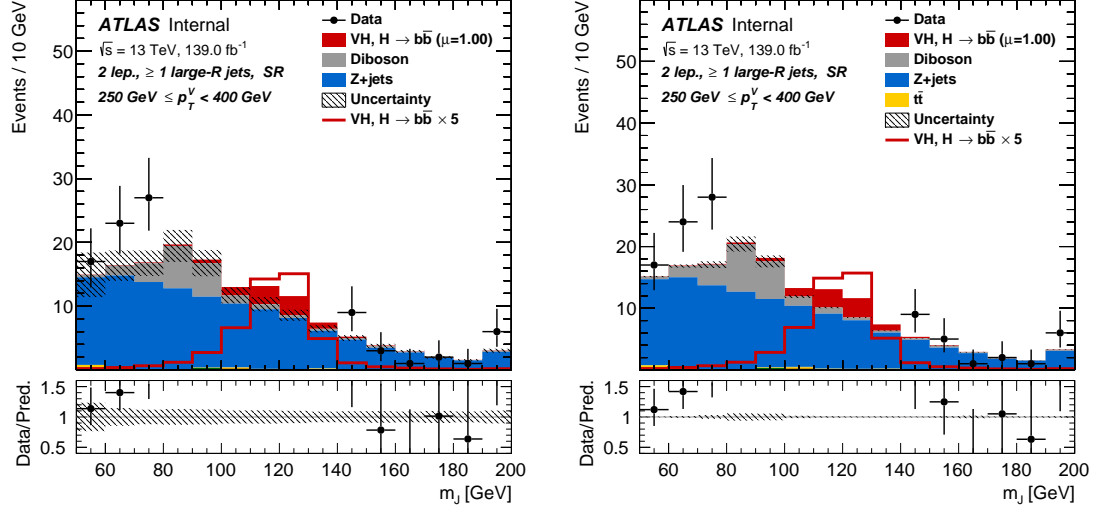 ATLAS Internal
√s = 13 TeV, 139.0 fb⁻¹
2 lep., ≥ 1 large-R jets, SR
250 GeV ≤ p_T^V < 400 GeV
Data
VH, H → bb̅ (μ=1.00)
Diboson
Z+jets
Uncertainty
VH, H → bb̅ × 5
Events / 10 GeV
50
40
30
20
10
Data/Pred.
1.5
1
0.5
60 80 100 120 140 160 180 200
m_J [GeV]
ATLAS Internal
√s = 13 TeV, 139.0 fb⁻¹
2 lep., ≥ 1 large-R jets, SR
250 GeV ≤ p_T^V < 400 GeV
Data
VH, H → bb̅ (μ=1.00)
Diboson
Z+jets
tt̅
Uncertainty
VH, H → bb̅ × 5
Events / 10 GeV
50
40
30
20
10
Data/Pred.
1.5
1
0.5
60 80 100 120 140 160 180 200
m_J [GeV]